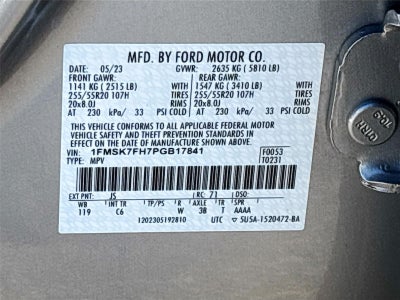 MFD. BY FORD MOTOR CO.
DATE: 05/23 GVWR: 2635 KG ( 5810 LB)
FRONT GAWR: REAR GAWR:
1141 KG ( 2515 LB) 1547 KG ( 3410 LB)
255/55R20 107H TIRES 255/55R20 107H TIRES
20x8.0J RIMS 20x8.0J RIMS
AT 230 kPa/ 33 PSI COLD AT 230 kPa/ 33 PSI COLD
THIS VEHICLE CONFORMS TO ALL APPLICABLE FEDERAL MOTOR
VEHICLE SAFETY AND THEFT PREVENTION STANDARDS IN EFFECT
ON THE DATE OF MANUFACTURE SHOWN ABOVE.
VIN: 1FMSK7FH7PGB17841 F0053
TYPE: MPV T0231
EXT PNT: JS RC: 71 DSO:
WB INT TR TP/PS R AXLE TR SPR
119 C6 W 3B T AAAA
1202305192810 UTC 5U5A-1520472-BA